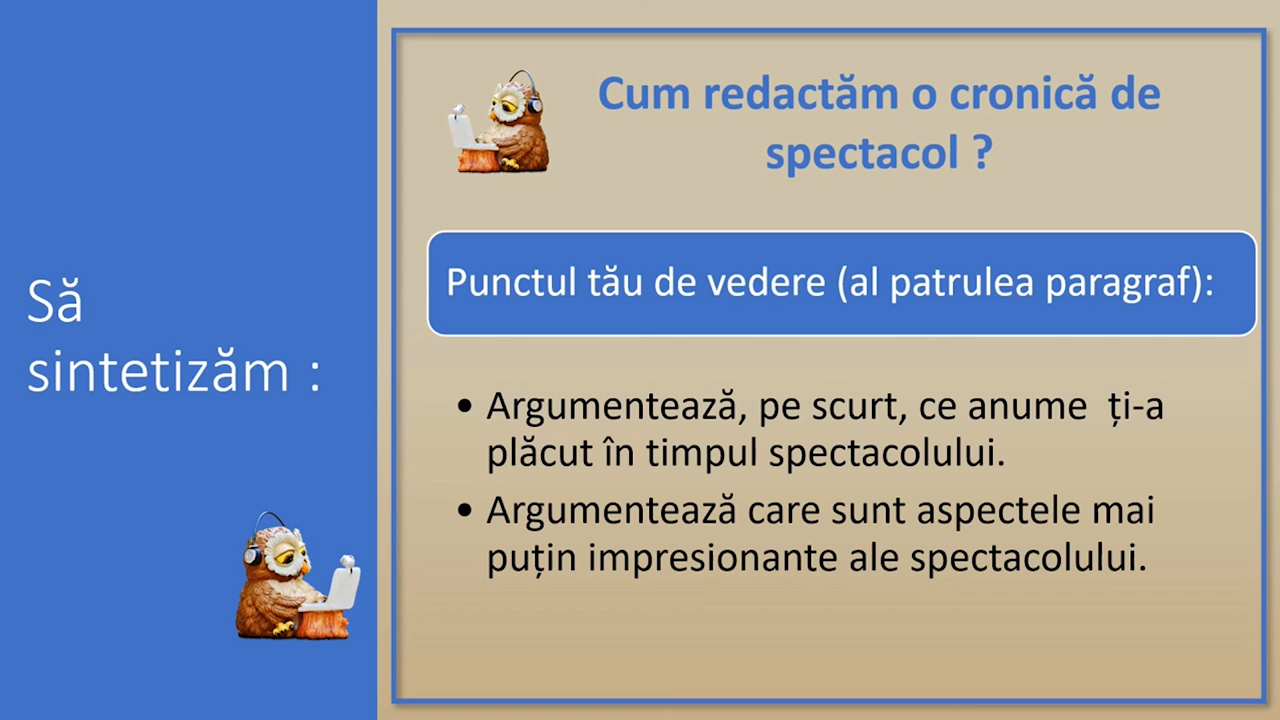 Să
sintetizăm :
Cum redactăm o cronică de
spectacol ?
Punctul tău de vedere (al patrulea paragraf):
• Argumentează, pe scurt, ce anume ți-a
plăcut în timpul spectacolului.
• Argumentează care sunt aspectele mai
puțin impresionante ale spectacolului.